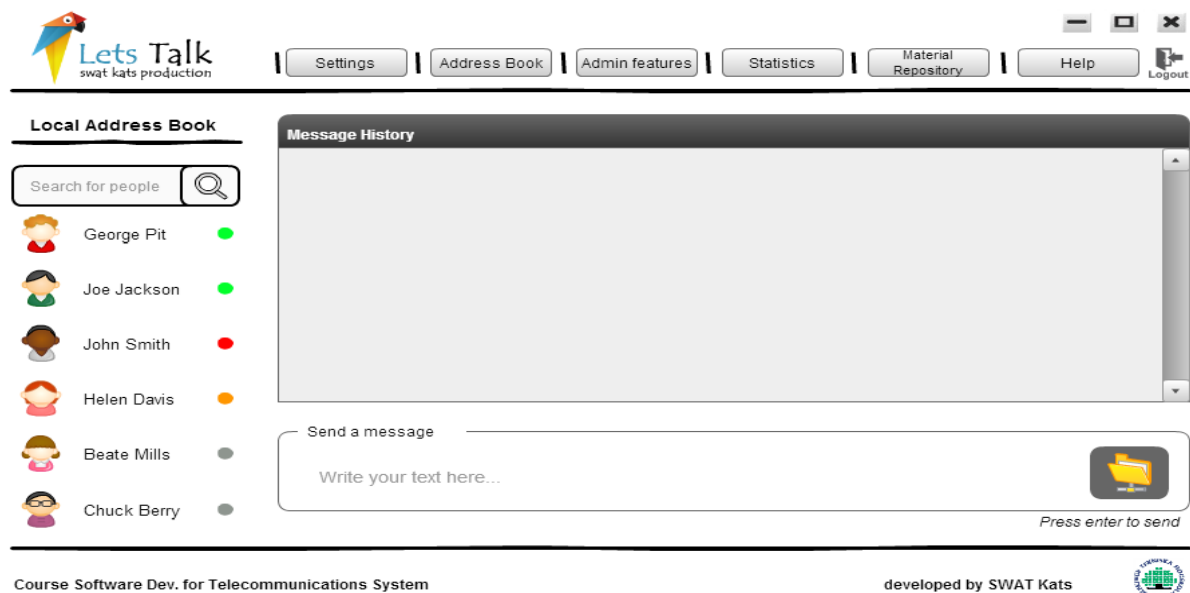 Lets Talk
swat kats production
Settings
Address Book
Admin features
Statistics
Material
Repository
Help
Logout
Local Address Book
Search for people
George Pit
Joe Jackson
John Smith
Helen Davis
Beate Mills
Chuck Berry
Message History
Send a message
Write your text here...
Press enter to send
Course Software Dev. for Telecommunications System
developed by SWAT Kats